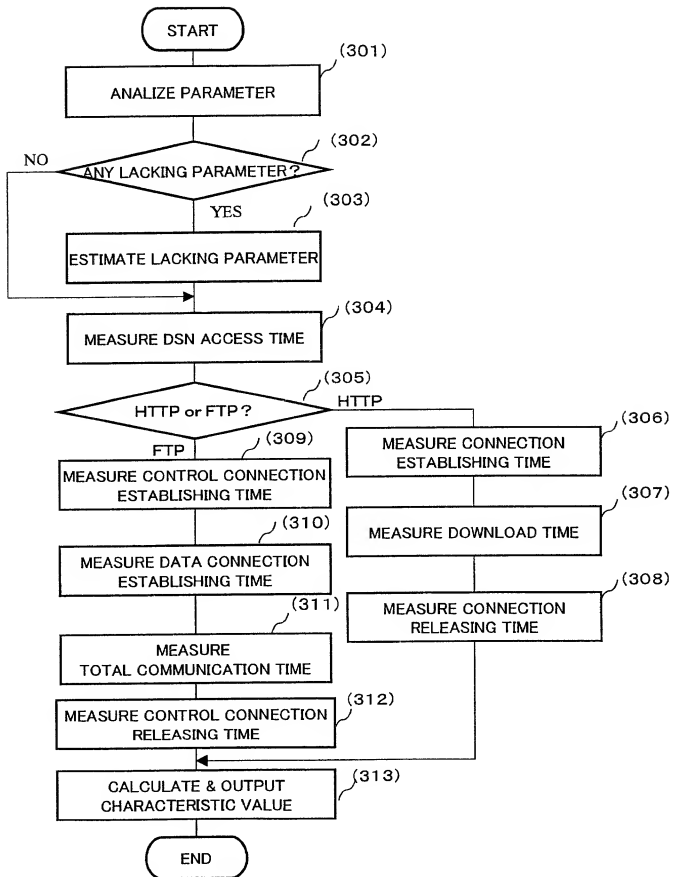 START
(301)
ANALIZE PARAMETER
(302)
NO
ANY LACKING PARAMETER?
YES
(303)
ESTIMATE LACKING PARAMETER
(304)
MEASURE DSN ACCESS TIME
(305)
HTTP or FTP?
HTTP
FTP
(306)
MEASURE CONNECTION
ESTABLISHING TIME
(307)
MEASURE DOWNLOAD TIME
(308)
MEASURE CONNECTION
RELEASING TIME
(309)
MEASURE CONTROL CONNECTION
ESTABLISHING TIME
(310)
MEASURE DATA CONNECTION
ESTABLISHING TIME
(311)
MEASURE
TOTAL COMMUNICATION TIME
(312)
MEASURE CONTROL CONNECTION
RELEASING TIME
(313)
CALCULATE & OUTPUT
CHARACTERISTIC VALUE
END